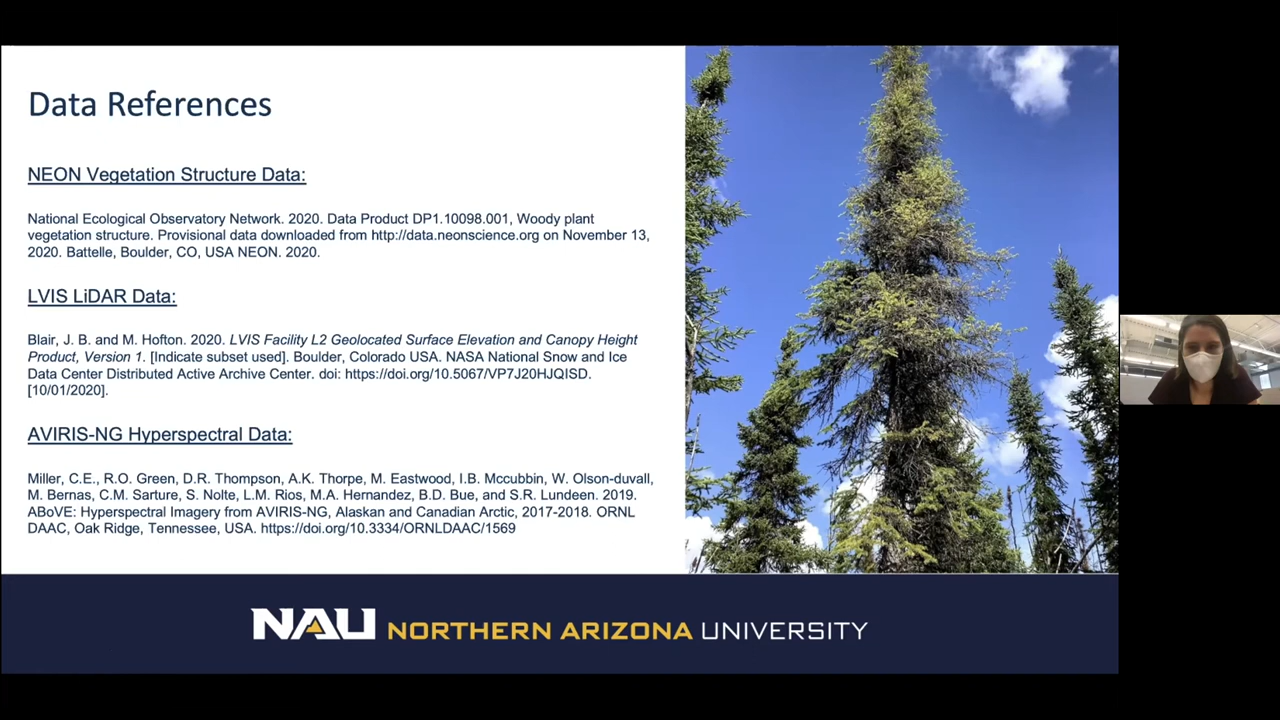 Data References
NEON Vegetation Structure Data:
National Ecological Observatory Network. 2020. Data Product DP1.10098.001, Woody plant
vegetation structure. Provisional data downloaded from http://data.neonscience.org on November 13,
2020. Battelle, Boulder, CO, USA NEON. 2020.
LVIS LiDAR Data:
Blair, J. B. and M. Hofton. 2020. LVIS Facility L2 Geolocated Surface Elevation and Canopy Height
Product, Version 1. [Indicate subset used]. Boulder, Colorado USA. NASA National Snow and Ice
Data Center Distributed Active Archive Center. doi: https://doi.org/10.5067/VP7J20HJQISD.
[10/01/2020].
AVIRIS-NG Hyperspectral Data:
Miller, C.E., R.O. Green, D.R. Thompson, A.K. Thorpe, M. Eastwood, I.B. Mccubbin, W. Olson-duvall,
M. Bernas, C.M. Sarture, S. Nolte, L.M. Rios, M.A. Hernandez, B.D. Bue, and S.R. Lundeen. 2019.
ABoVE: Hyperspectral Imagery from AVIRIS-NG, Alaskan and Canadian Arctic, 2017-2018. ORNL
DAAC, Oak Ridge, Tennessee, USA. https://doi.org/10.3334/ORNLDAAC/1569
NAU NORTHERN ARIZONA UNIVERSITY